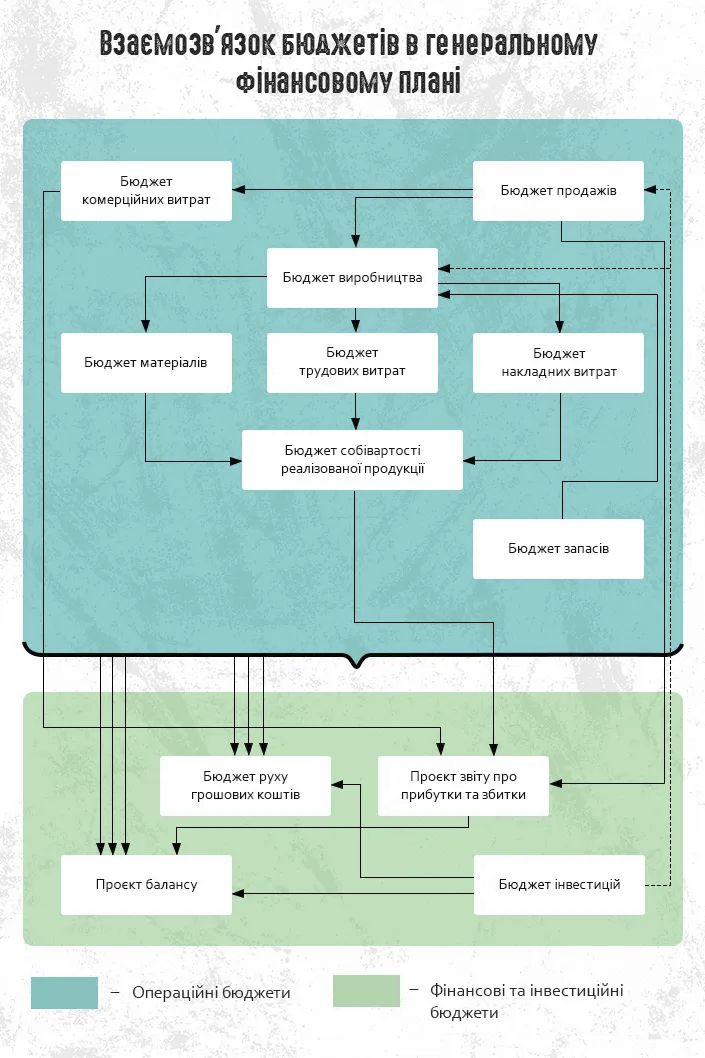 Взаємозв’язок бюджетів в генеральному
фінансовому плані
Бюджет
комерційних витрат
Бюджет продажів
Бюджет виробництва
Бюджет матеріалів
Бюджет
трудових витрат
Бюджет
накладних витрат
Бюджет собівартості
реалізованої продукції
Бюджет запасів
Бюджет руху
грошових коштів
Проєкт звіту про
прибутки та збитки
Проєкт балансу
Бюджет інвестицій
– Операційні бюджети
– Фінансові та інвестиційні
бюджети